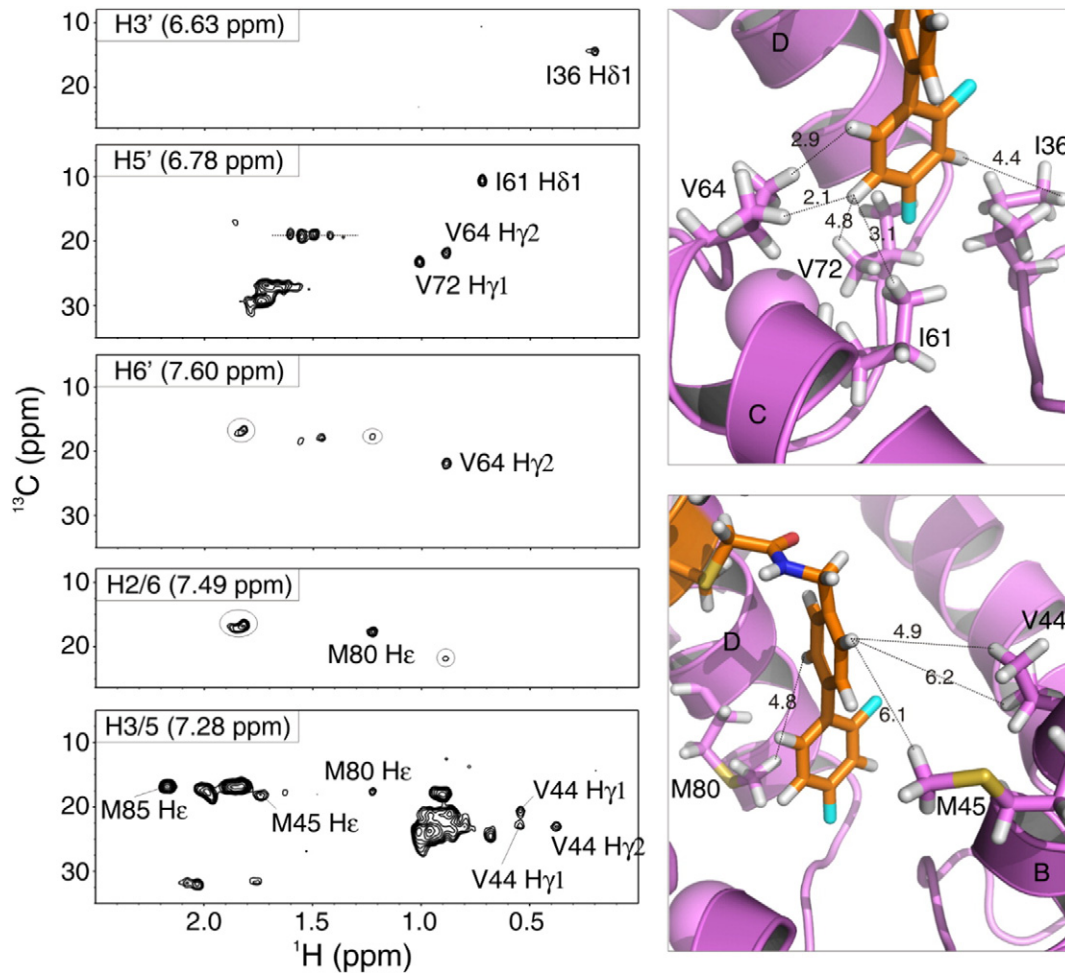 H3' (6.63 ppm)
10
20
I36 Hδ1
H5' (6.78 ppm)
10
20
30
I61 Hδ1
V64 Hγ2
V72 Hγ1
H6' (7.60 ppm)
10
20
30
V64 Hγ2
H2/6 (7.49 ppm)
10
20
M80 Hε
H3/5 (7.28 ppm)
10
20
30
M85 Hε
M80 Hε
M45 Hε
V44 Hγ1
V44 Hγ2
V44 Hγ1
2.0
1.5
1.0
0.5
¹H (ppm)
¹³C (ppm)
D
2.9
4.4
I36
V64
2.1
4.8
3.1
V72
I61
C
D
4.9
V44
6.2
4.8
6.1
M80
M45
B